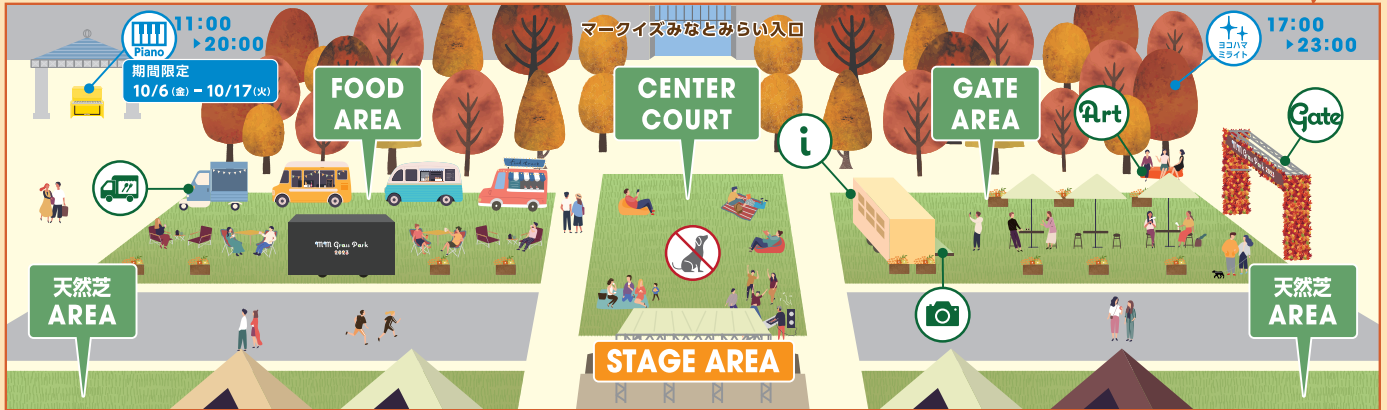 Piano
11:00
▶20:00
期間限定
10/6(金)-10/17(火)
マークイズみなとみらい入口
ヨコハマ
ミライト
17:00
▶23:00
FOOD
AREA
CENTER
COURT
GATE
AREA
Art
Gate
i
MM Grass Park
2023
天然芝
AREA
天然芝
AREA
STAGE AREA